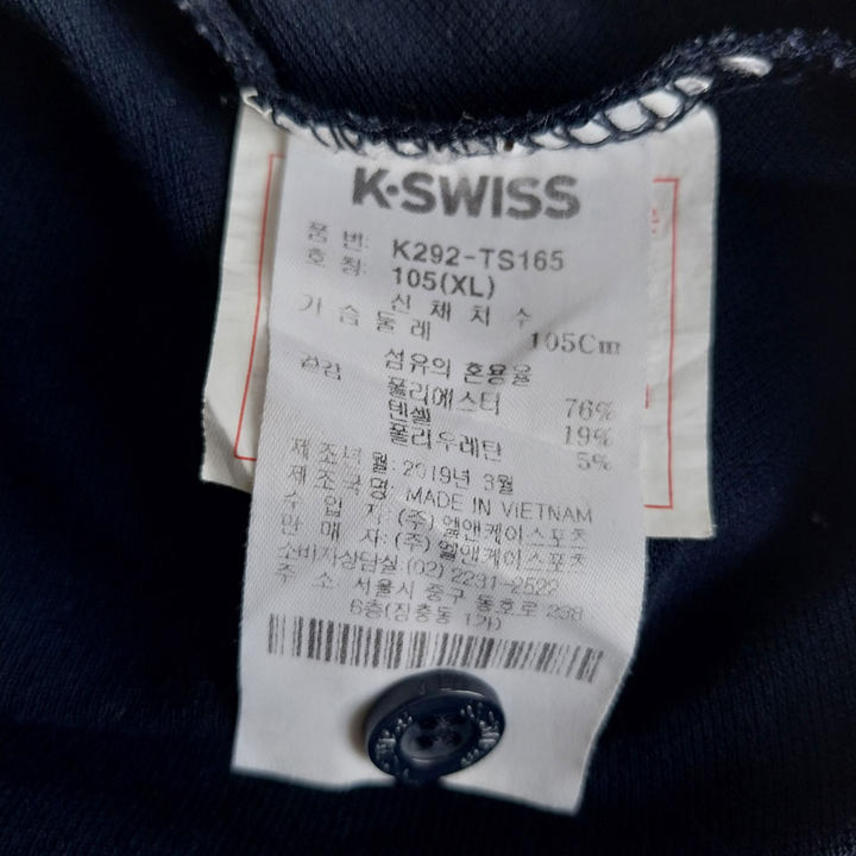 K·SWISS
품 번: K292-TS165
호 칭: 105(XL)
신 체 치 수
가 슴 둘 레 105Cm
겉감 섬유의 혼용율
폴리에스터 76%
텐셀 19%
폴리우레탄 5%
제 조 년 월: 2019년 3월
제 조 국 명: MADE IN VIETNAM
수 입 자: (주) 엘앤케이스포츠
판 매 자: (주) 엘앤케이스포츠
소비자상담실: (02) 2231-2522
주 소: 서울시 중구 동호로 238
6층(장충동 1가)